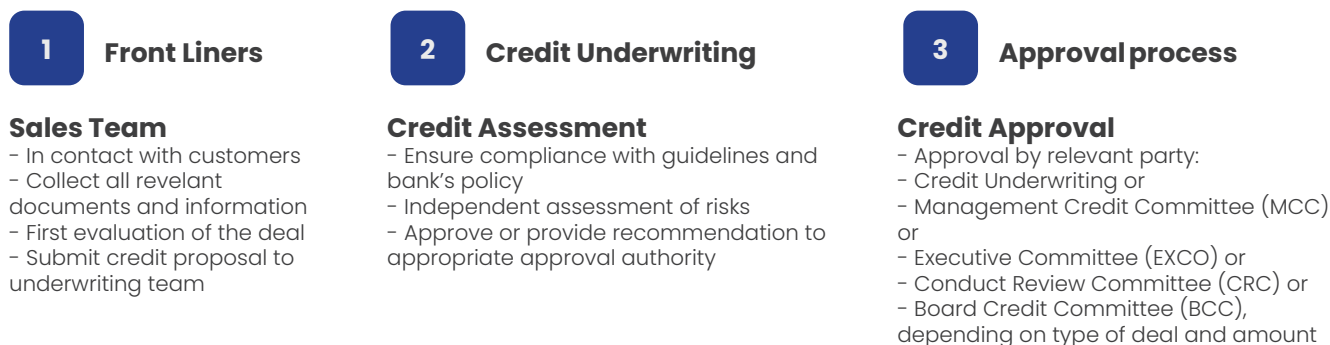 1
Front Liners
Sales Team
- In contact with customers
- Collect all revelant
documents and information
- First evaluation of the deal
- Submit credit proposal to
underwriting team
2
Credit Underwriting
Credit Assessment
- Ensure compliance with guidelines and
bank's policy
- Independent assessment of risks
- Approve or provide recommendation to
appropriate approval authority
3
Approval process
Credit Approval
- Approval by relevant party:
- Credit Underwriting or
- Management Credit Committee (MCC)
or
- Executive Committee (EXCO) or
- Conduct Review Committee (CRC) or
- Board Credit Committee (BCC),
depending on type of deal and amount